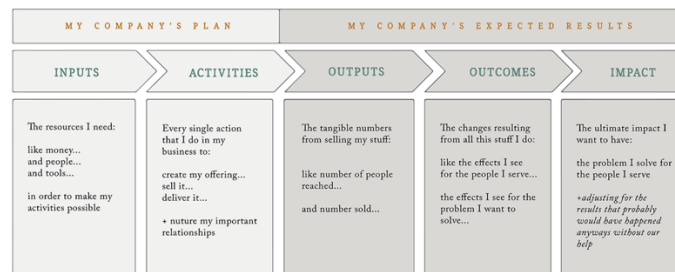 MY COMPANY'S PLAN
MY COMPANY'S EXPECTED RESULTS
INPUTS
ACTIVITIES
OUTPUTS
OUTCOMES
IMPACT
The resources I need:
like money...
and people...
and tools...
in order to make my
activities possible
Every single action
that I do in my
business to:
create my offering...
sell it...
deliver it...
+ nuture my important
relationships
The tangible numbers
from selling my stuff:
like number of people
reached...
and number sold...
The changes resulting
from all this stuff I do:
like the effects I see
for the people I serve...
the effects I see for the
problem I want to
solve...
The ultimate impact I
want to have:
the problem I solve for
the people I serve
*adjusting for the
results that probably
would have happened
anyways without our
help